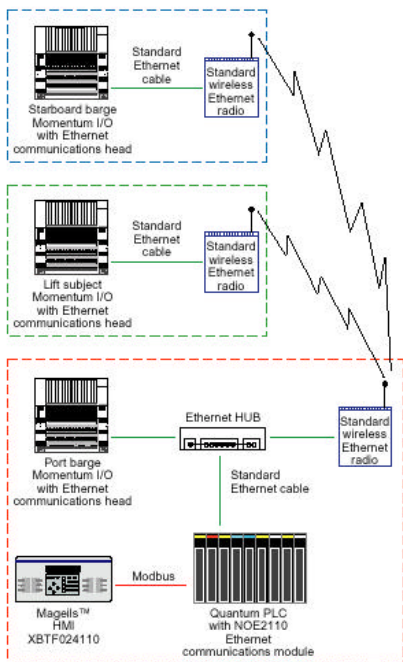 Standard
Ethernet
cable
Standard
wireless
Ethernet
radio
Starboard barge
Momentum I/O
with Ethernet
communications head
Standard
Ethernet
cable
Standard
wireless
Ethernet
radio
Lift subject
Momentum I/O
with Ethernet
communications head
Ethernet HUB
Standard
wireless
Ethernet
radio
Port barge
Momentum I/O
with Ethernet
communications head
Standard
Ethernet cable
Modbus
Mageils™
HMI
XBTF024110
Quantum PLC
with NOE2110
Ethernet
communications module